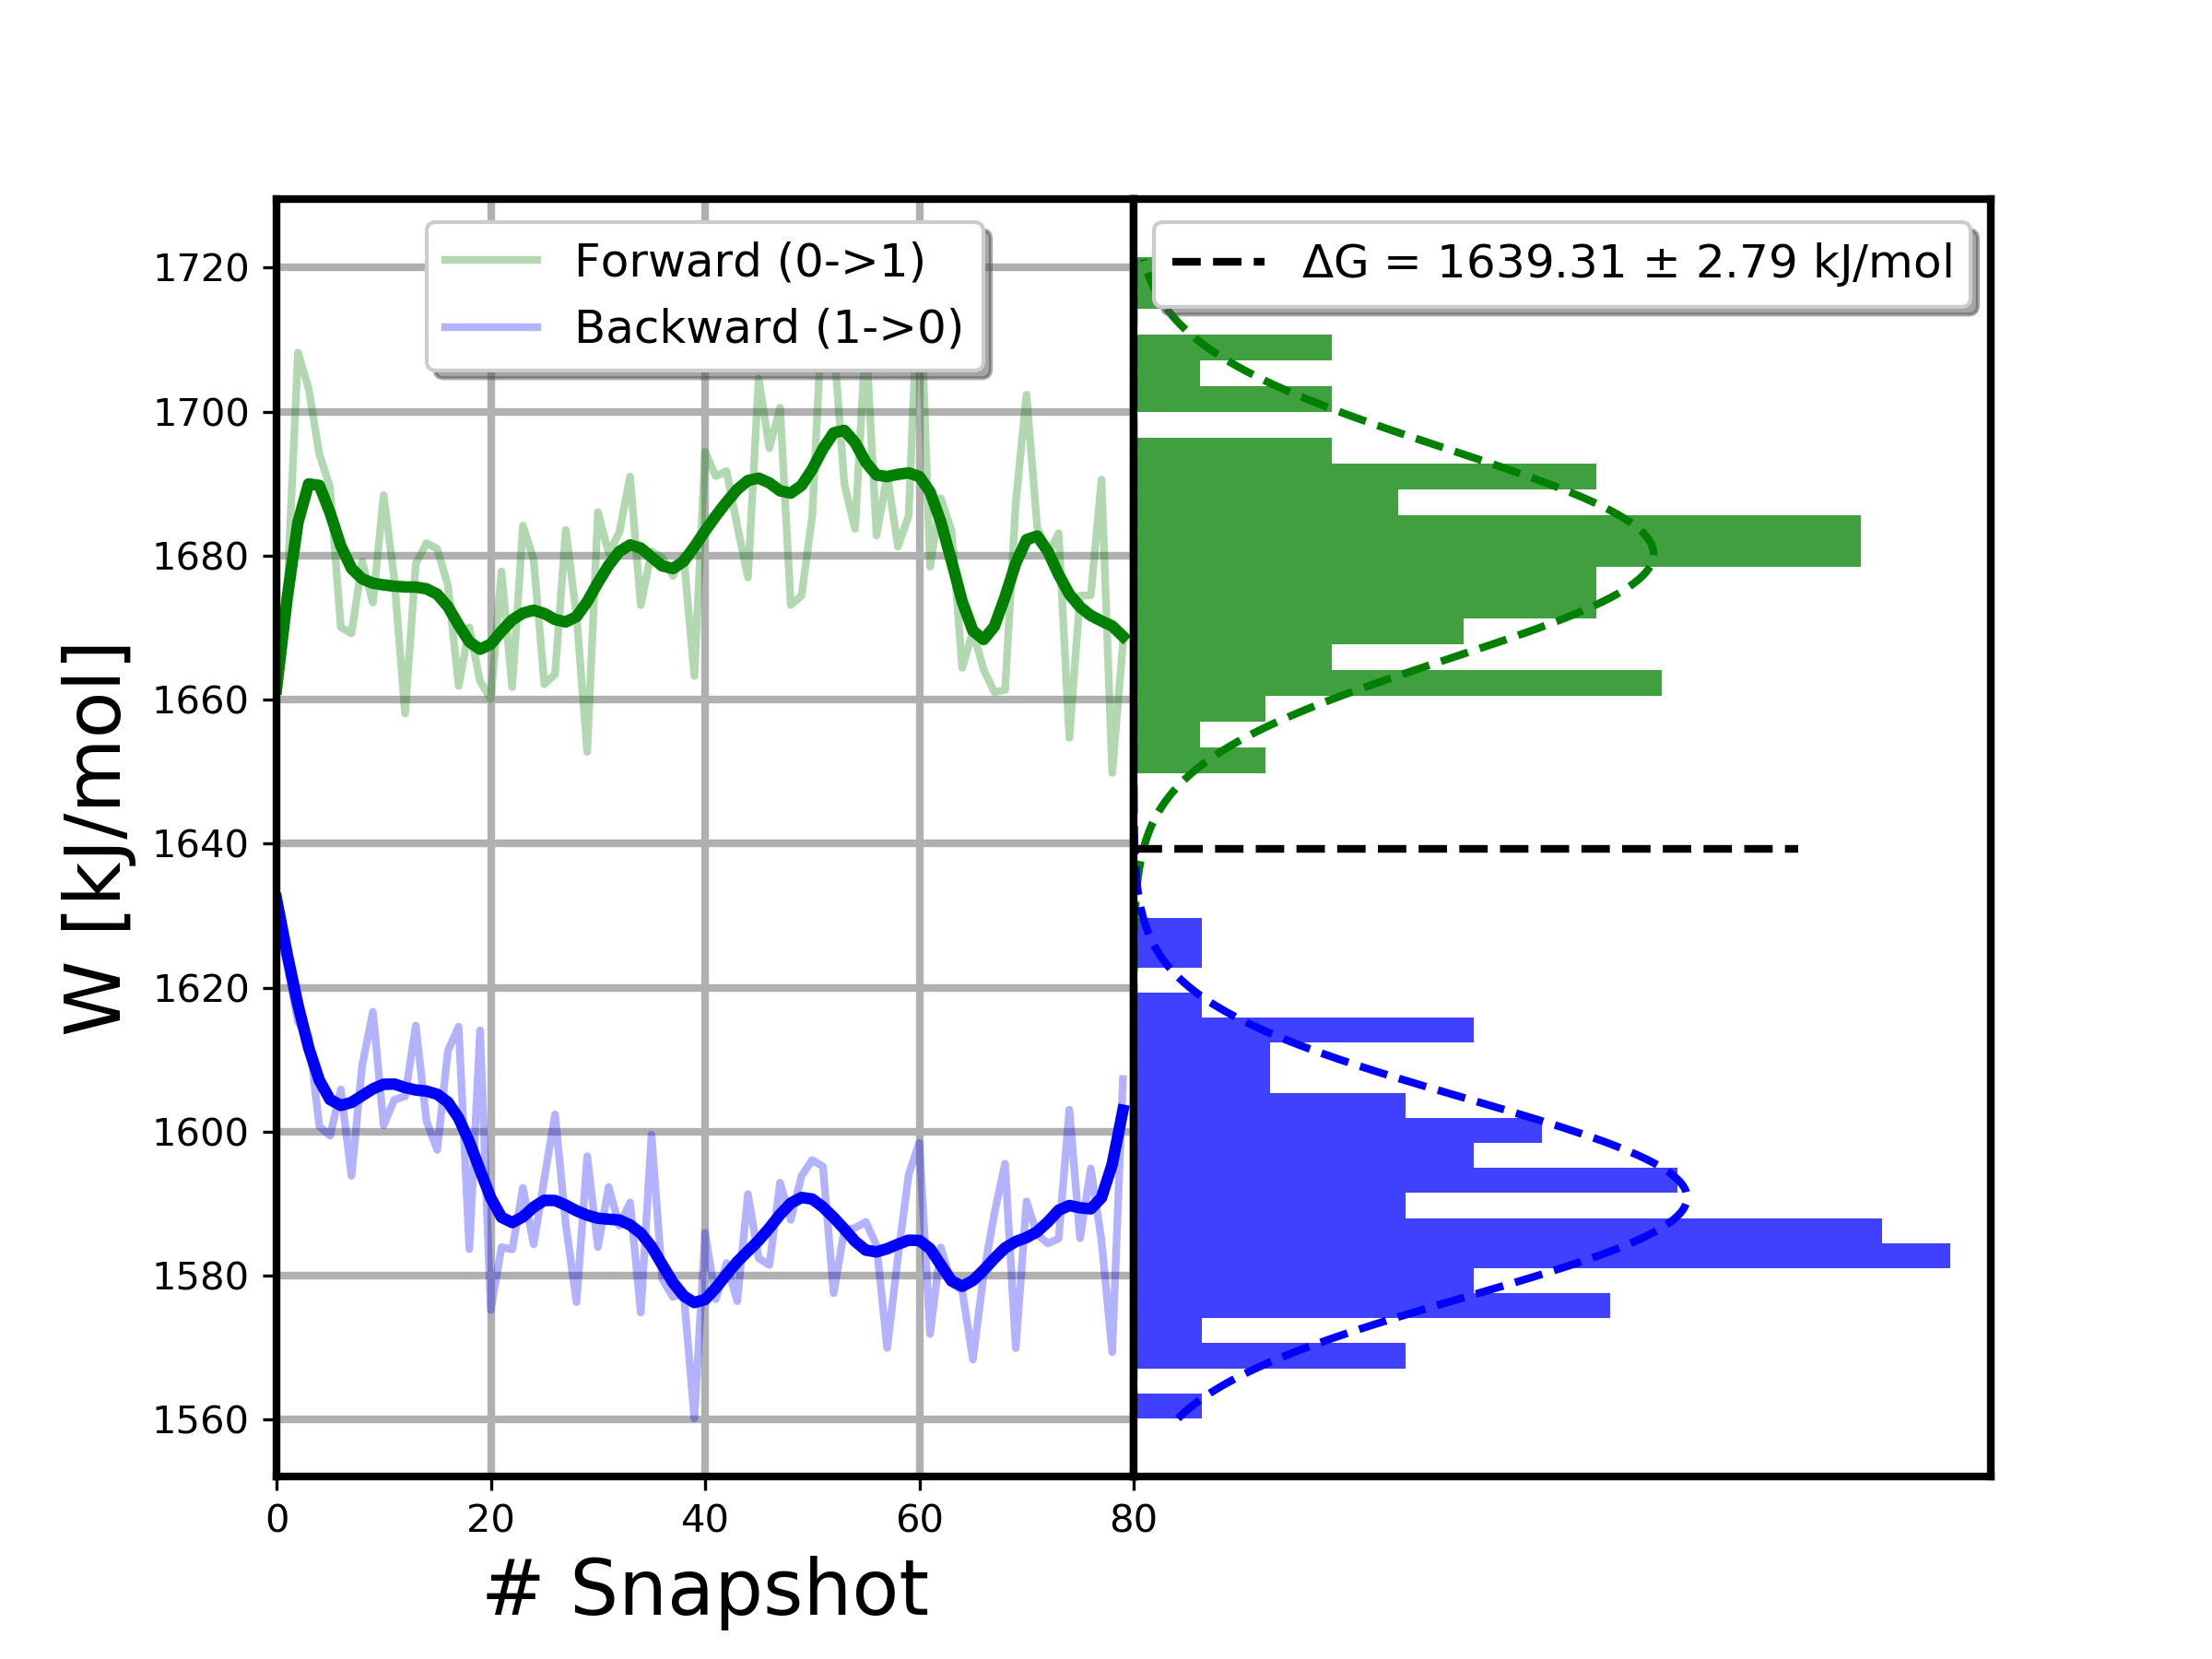 Forward (0->1)
Backward (1->0)
ΔG = 1639.31 ± 2.79 kJ/mol
W [kJ/mol]
1720
1700
1680
1660
1640
1620
1600
1580
1560
0 20 40 60 80
# Snapshot